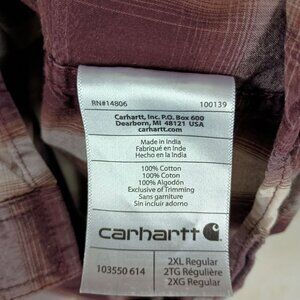 RN#14806 100139
Carhartt, Inc. P.O. Box 600
Dearborn, MI 48121 USA
carhartt.com
Made in India
Fabriqué en Inde
Hecho en la India
100% Cotton
100% Coton
100% Algodón
Exclusive of Trimming
Sans garniture
Sin incluir adorno
carhartt
103550 614
2XL Regular
2TG Régulière
2XG Regular